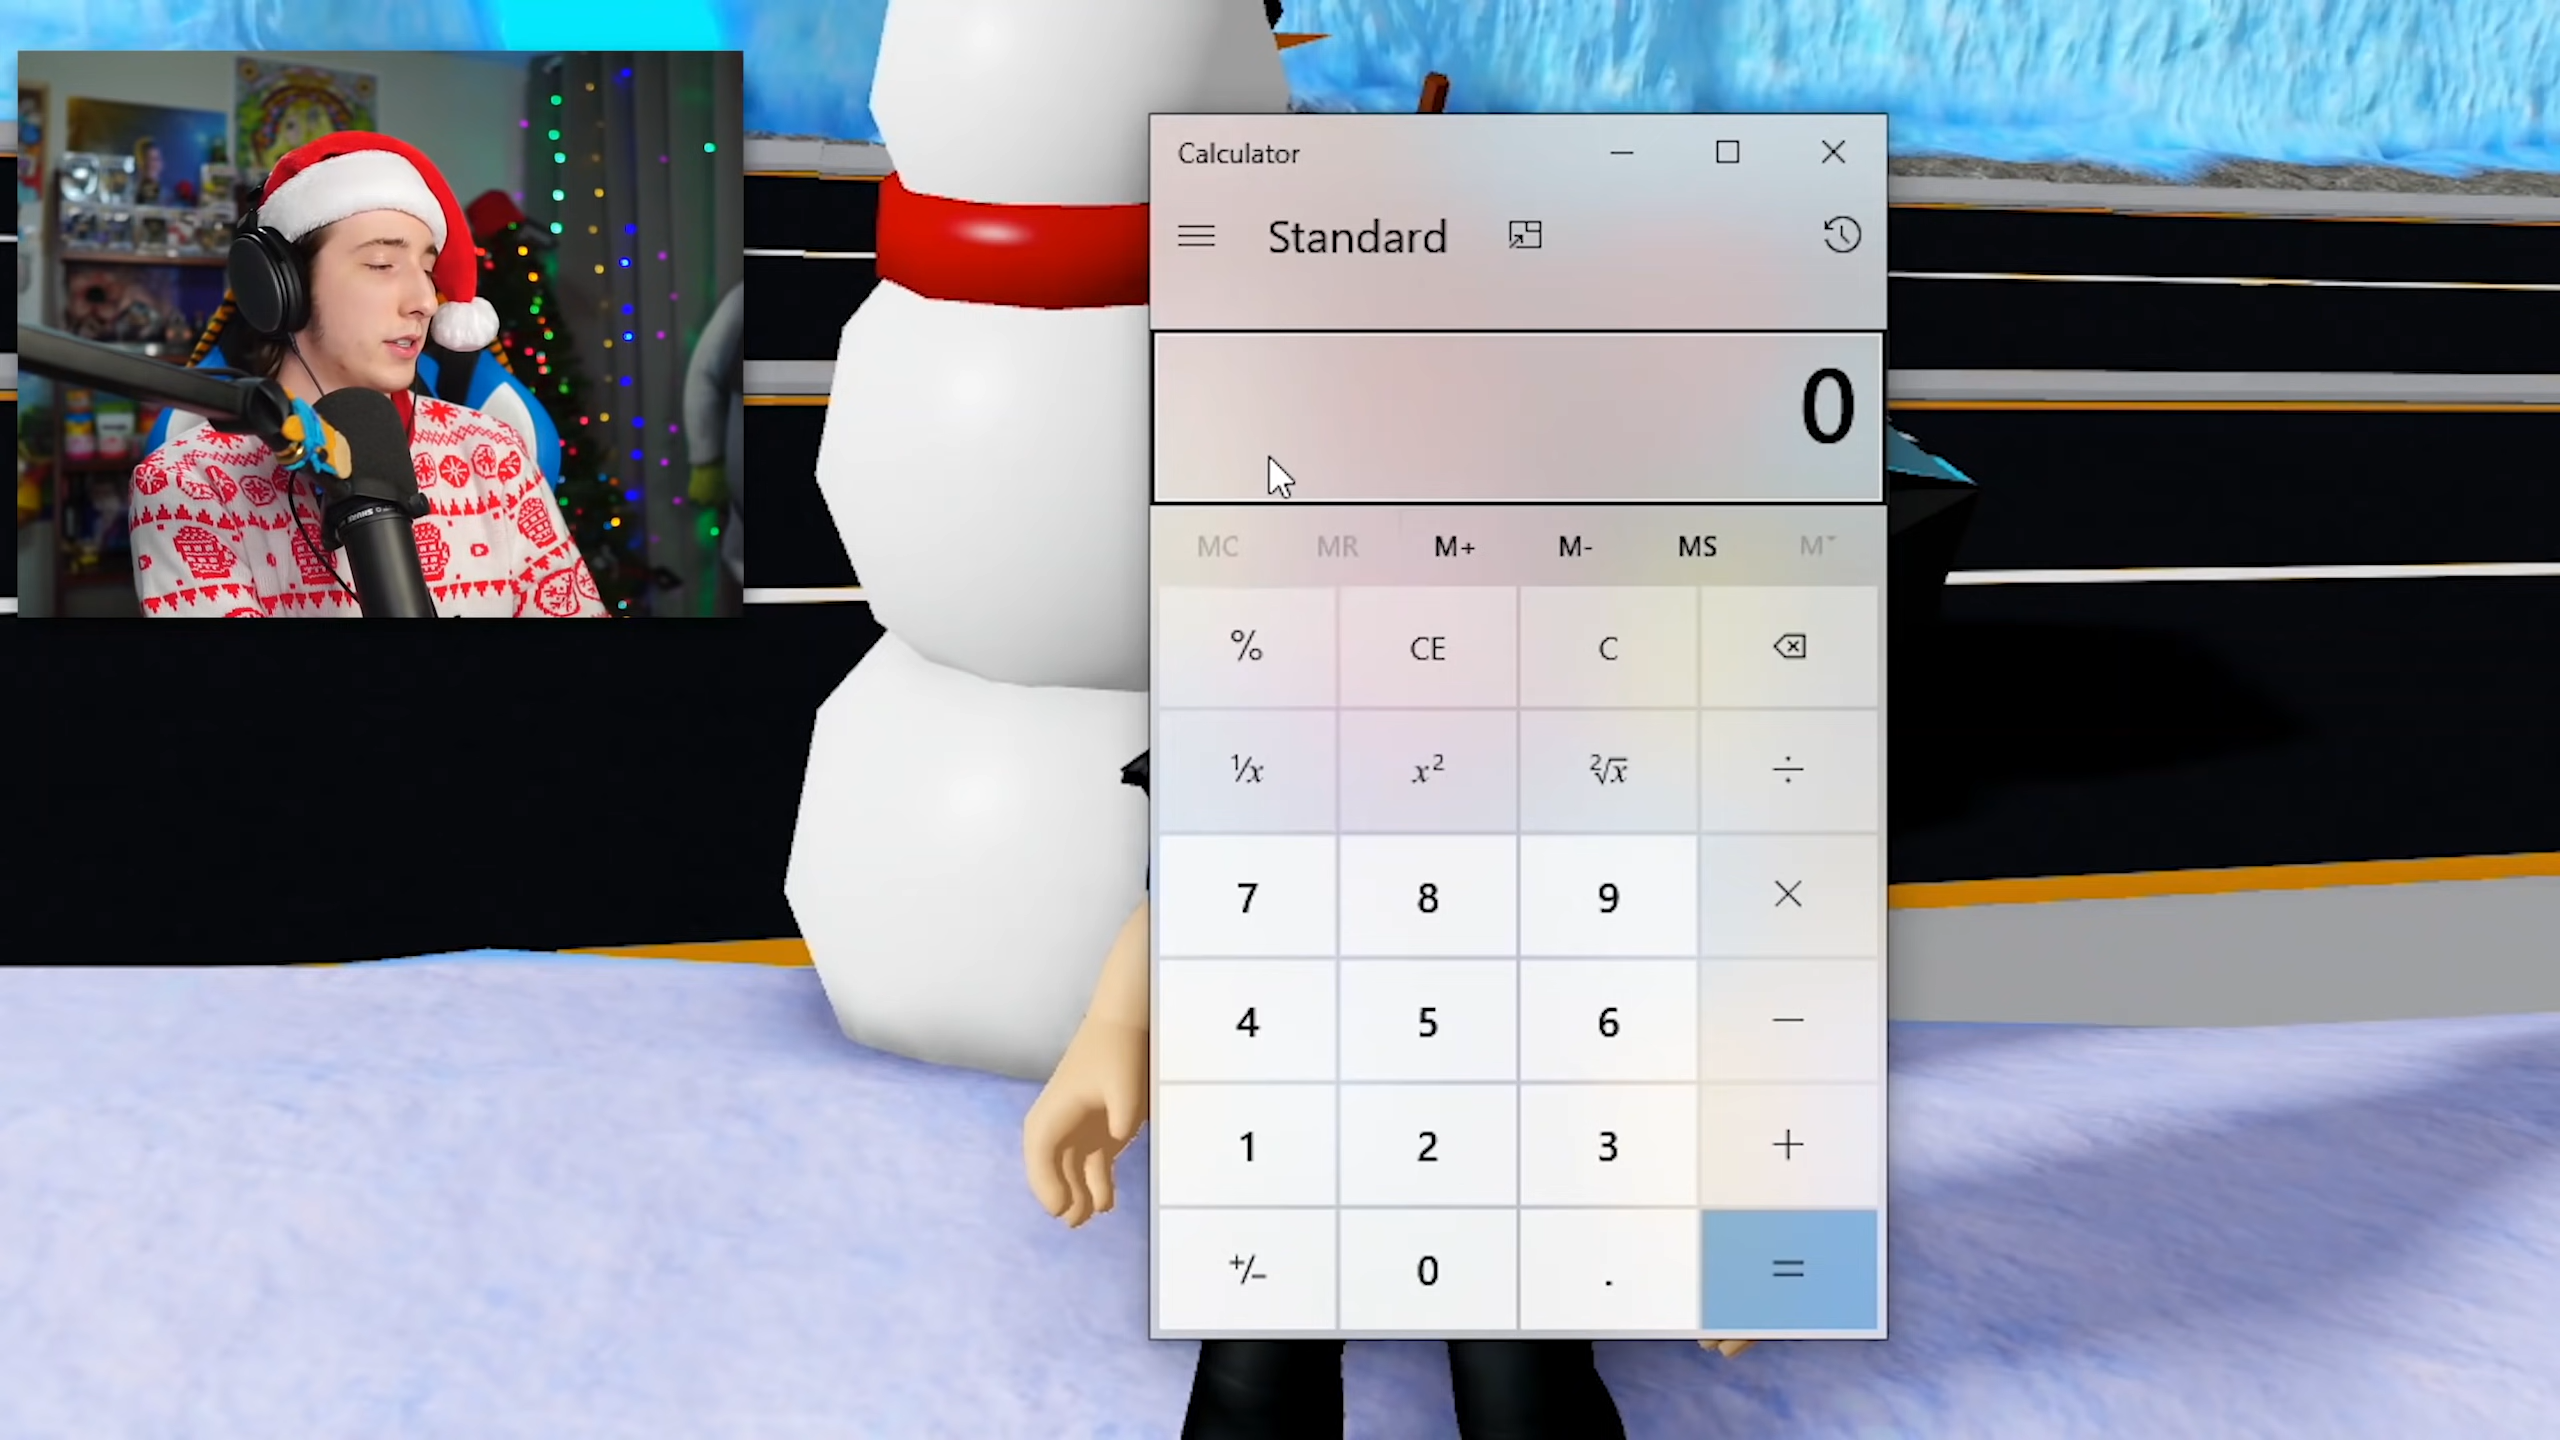 Calculator
Standard
0
MC MR M+ M- MS M˅
% CE C
¹/x x² ²√x ÷
7 8 9 ×
4 5 6 −
1 2 3 +
+/− 0 . =
SHURE